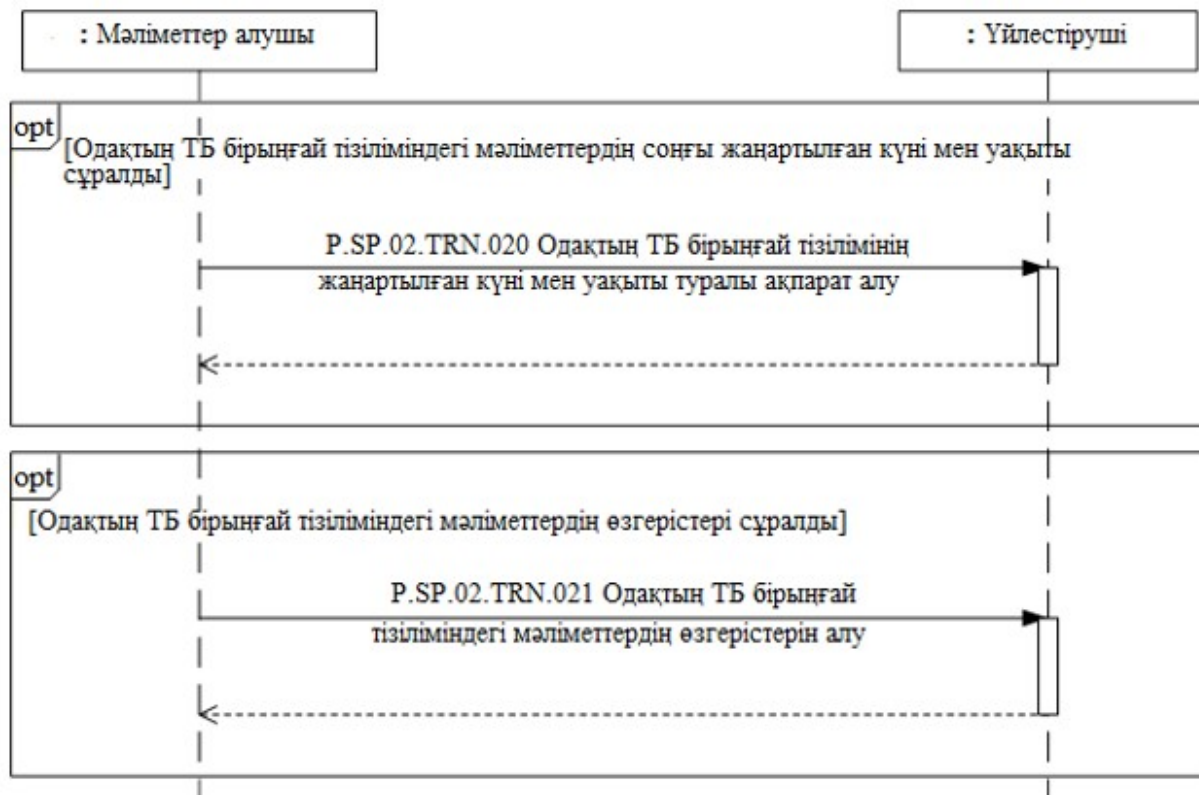 : Мәліметтер алушы
: Үйлестіруші
opt
[Одақтың ТБ бірыңғай тізіліміндегі мәліметтердің соңғы жаңартылған күні мен уақыты
сұралды]
P.SP.02.TRN.020 Одақтың ТБ бірыңғай тізілімінің
жаңартылған күні мен уақыты туралы ақпарат алу
opt
[Одақтың ТБ бірыңғай тізіліміндегі мәліметтердің өзгерістері сұралды]
P.SP.02.TRN.021 Одақтың ТБ бірыңғай
тізіліміндегі мәліметтердің өзгерістерін алу